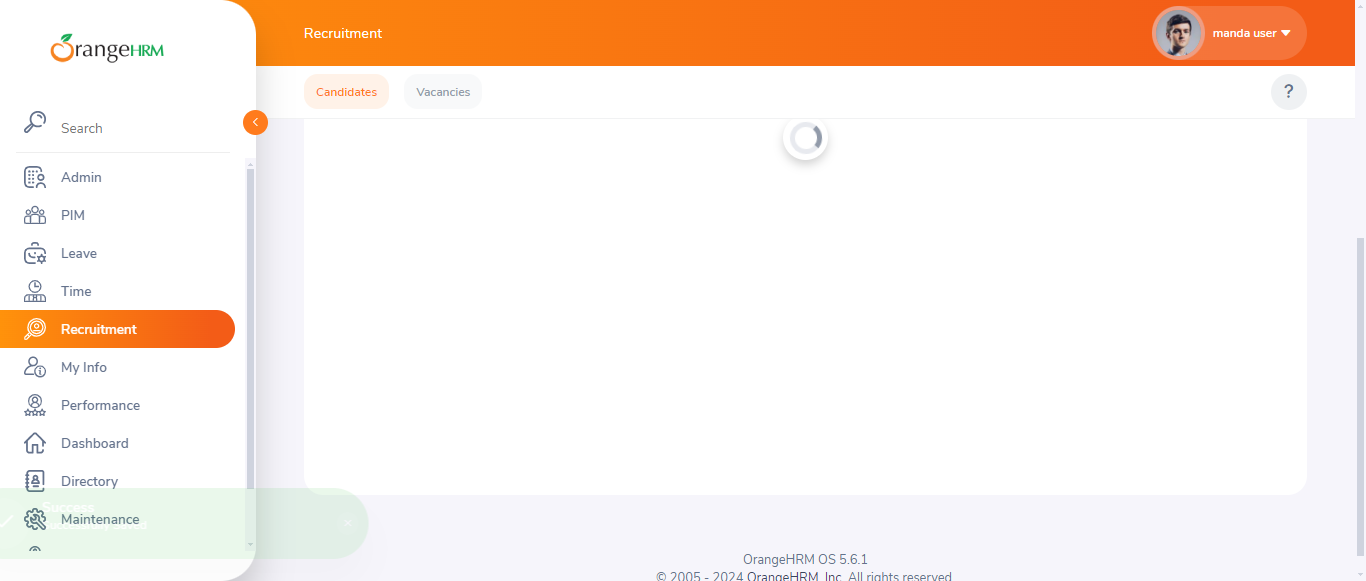 OrangeHRM
Recruitment
manda user
Candidates
Vacancies
?
Search
Admin
PIM
Leave
Time
Recruitment
My Info
Performance
Dashboard
Directory
Success
Maintenance
OrangeHRM OS 5.6.1
© 2005 - 2024 OrangeHRM, Inc. All rights reserved.